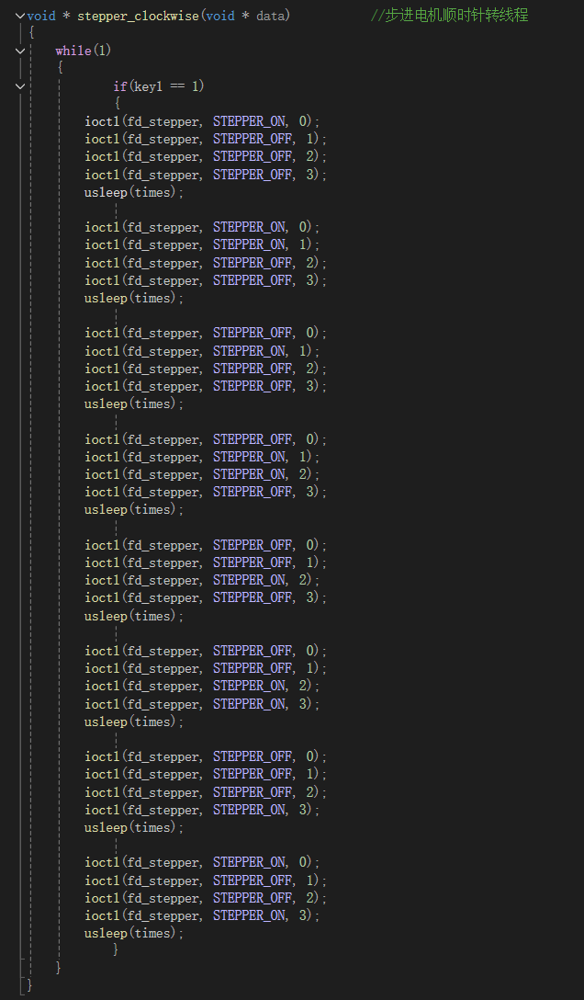 void * stepper_clockwise(void * data) //步进电机顺时针转线程
{
while(1)
{
if(key1 == 1)
{
ioctl(fd_stepper, STEPPER_ON, 0);
ioctl(fd_stepper, STEPPER_OFF, 1);
ioctl(fd_stepper, STEPPER_OFF, 2);
ioctl(fd_stepper, STEPPER_OFF, 3);
usleep(times);
ioctl(fd_stepper, STEPPER_ON, 0);
ioctl(fd_stepper, STEPPER_ON, 1);
ioctl(fd_stepper, STEPPER_OFF, 2);
ioctl(fd_stepper, STEPPER_OFF, 3);
usleep(times);
ioctl(fd_stepper, STEPPER_OFF, 0);
ioctl(fd_stepper, STEPPER_ON, 1);
ioctl(fd_stepper, STEPPER_OFF, 2);
ioctl(fd_stepper, STEPPER_OFF, 3);
usleep(times);
ioctl(fd_stepper, STEPPER_OFF, 0);
ioctl(fd_stepper, STEPPER_ON, 1);
ioctl(fd_stepper, STEPPER_ON, 2);
ioctl(fd_stepper, STEPPER_OFF, 3);
usleep(times);
ioctl(fd_stepper, STEPPER_OFF, 0);
ioctl(fd_stepper, STEPPER_OFF, 1);
ioctl(fd_stepper, STEPPER_ON, 2);
ioctl(fd_stepper, STEPPER_OFF, 3);
usleep(times);
ioctl(fd_stepper, STEPPER_OFF, 0);
ioctl(fd_stepper, STEPPER_OFF, 1);
ioctl(fd_stepper, STEPPER_ON, 2);
ioctl(fd_stepper, STEPPER_ON, 3);
usleep(times);
ioctl(fd_stepper, STEPPER_OFF, 0);
ioctl(fd_stepper, STEPPER_OFF, 1);
ioctl(fd_stepper, STEPPER_OFF, 2);
ioctl(fd_stepper, STEPPER_ON, 3);
usleep(times);
ioctl(fd_stepper, STEPPER_ON, 0);
ioctl(fd_stepper, STEPPER_OFF, 1);
ioctl(fd_stepper, STEPPER_OFF, 2);
ioctl(fd_stepper, STEPPER_ON, 3);
usleep(times);
}
}
}